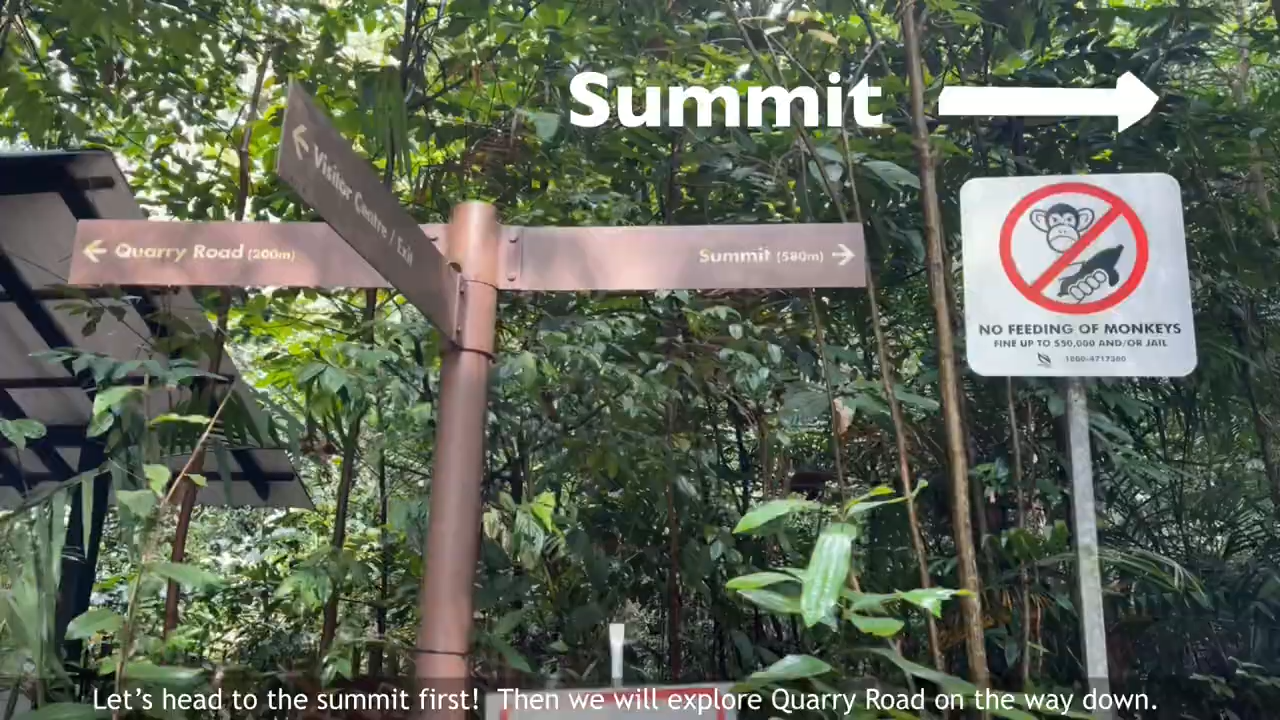 Summit
Visitor Centre / Exit
Quarry Road (200m)
Summit (580m)
NO FEEDING OF MONKEYS
FINE UP TO $50,000 AND/OR JAIL
1800-4717300
Let's head to the summit first!  Then we will explore Quarry Road on the way down.